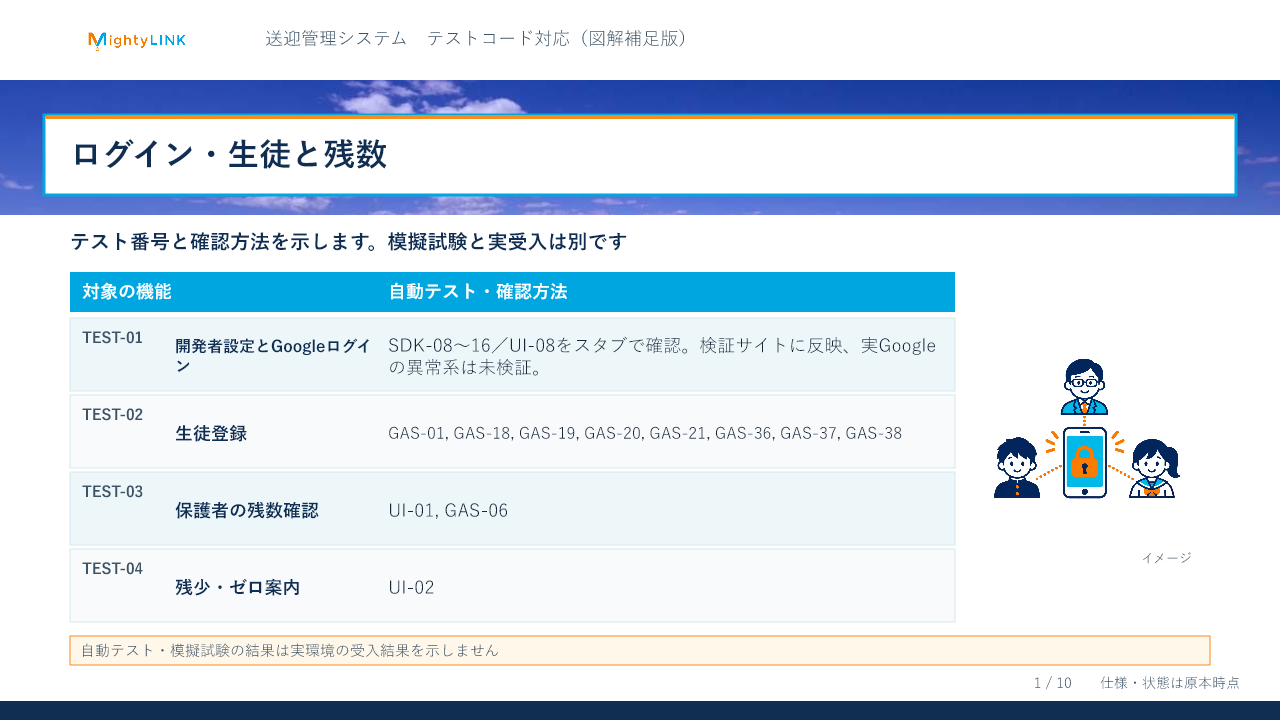 MightyLINK
送迎管理システム　テストコード対応（図解補足版）
ログイン・生徒と残数
テスト番号と確認方法を示します。模擬試験と実受入は別です
対象の機能
自動テスト・確認方法
TEST-01
開発者設定とGoogleログイ
ン
SDK-08～16／UI-08をスタブで確認。検証サイトに反映、実Google
の異常系は未検証。
TEST-02
生徒登録
GAS-01, GAS-18, GAS-19, GAS-20, GAS-21, GAS-36, GAS-37, GAS-38
TEST-03
保護者の残数確認
UI-01, GAS-06
TEST-04
残少・ゼロ案内
UI-02
イメージ
自動テスト・模擬試験の結果は実環境の受入結果を示しません
1 / 10
仕様・状態は原本時点